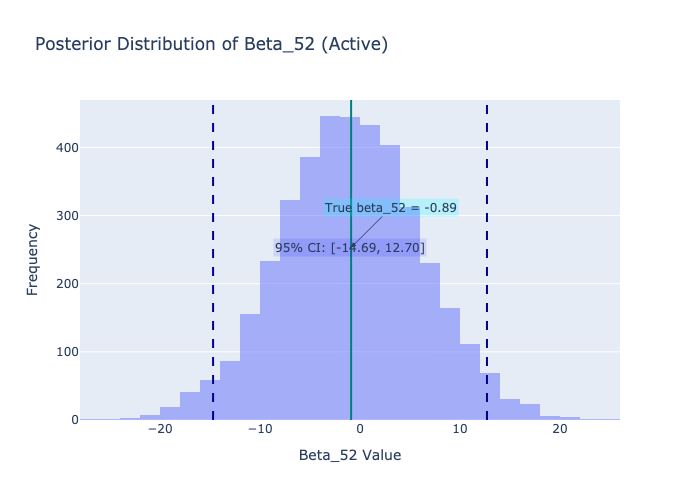 Posterior Distribution of Beta_52 (Active)
400
300
200
100
0
Frequency
True beta_52 = -0.89
95% CI: [-14.69, 12.70]
−20
−10
0
10
20
Beta_52 Value